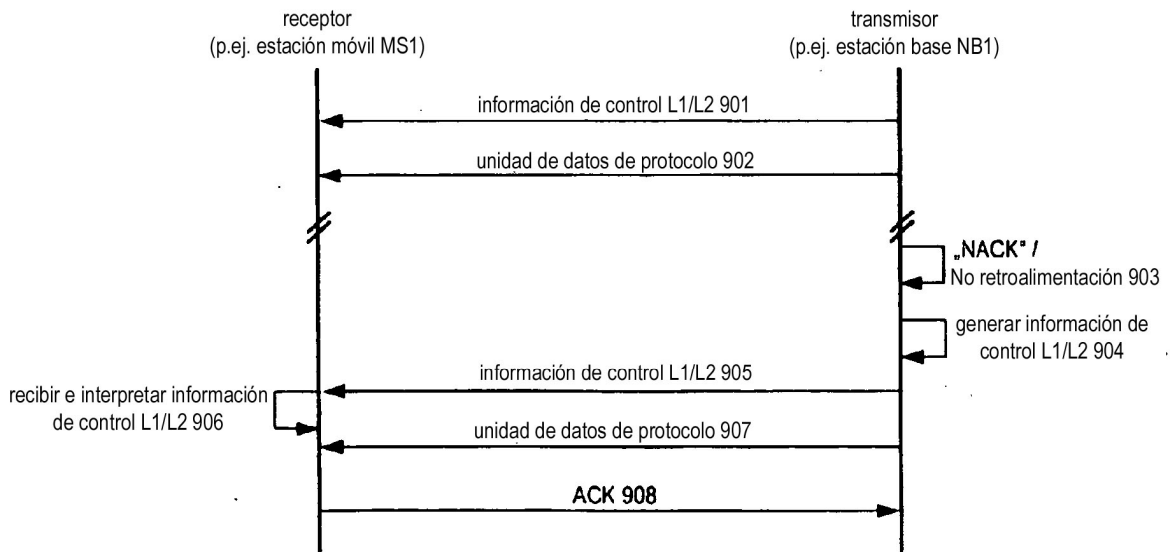 receptor
(p.ej. estación móvil MS1)
transmisor
(p.ej. estación base NB1)
información de control L1/L2 901
unidad de datos de protocolo 902
„NACK" /
No retroalimentación 903
generar información de
control L1/L2 904
información de control L1/L2 905
recibir e interpretar información
de control L1/L2 906
unidad de datos de protocolo 907
ACK 908